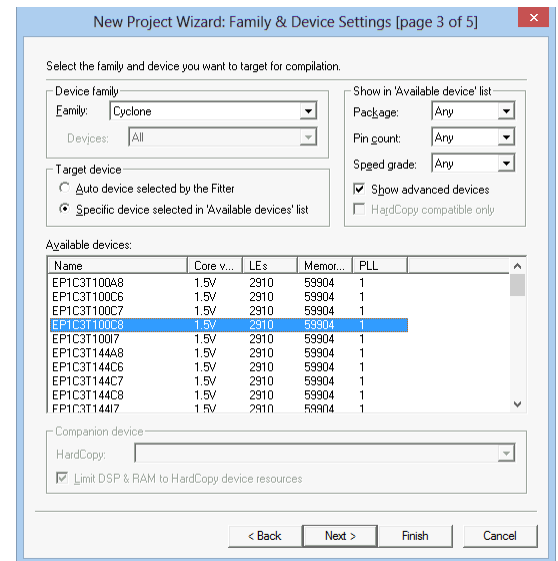 New Project Wizard: Family & Device Settings [page 3 of 5]
Select the family and device you want to target for compilation.
Device family
Family: Cyclone
Devices: All
Show in 'Available device' list
Package: Any
Pin count: Any
Speed grade: Any
Show advanced devices
HardCopy compatible only
Target device
Auto device selected by the Fitter
Specific device selected in 'Available devices' list
Available devices:
Name Core v... LEs Memor... PLL
EP1C3T100A8 1.5V 2910 59904 1
EP1C3T100C6 1.5V 2910 59904 1
EP1C3T100C7 1.5V 2910 59904 1
EP1C3T100C8 1.5V 2910 59904 1
EP1C3T100I7 1.5V 2910 59904 1
EP1C3T144A8 1.5V 2910 59904 1
EP1C3T144C6 1.5V 2910 59904 1
EP1C3T144C7 1.5V 2910 59904 1
EP1C3T144C8 1.5V 2910 59904 1
EP1C3T144I7 1.5V 2910 59904 1
Companion device
HardCopy:
Limit DSP & RAM to HardCopy device resources
< Back Next > Finish Cancel